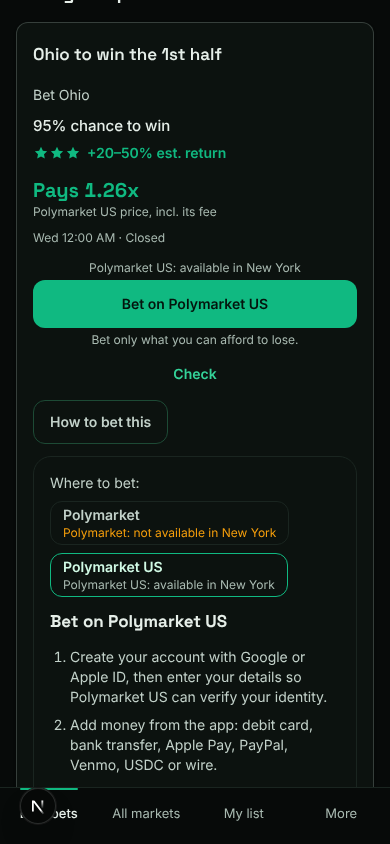 Ohio to win the 1st half
Bet Ohio
95% chance to win
★★★ +20–50% est. return
Pays 1.26x
Polymarket US price, incl. its fee
Wed 12:00 AM · Closed
Polymarket US: available in New York
Bet on Polymarket US
Bet only what you can afford to lose.
Check
How to bet this
Where to bet:
Polymarket
Polymarket: not available in New York
Polymarket US
Polymarket US: available in New York
Bet on Polymarket US
1. Create your account with Google or
Apple ID, then enter your details so
Polymarket US can verify your identity.
2. Add money from the app: debit card,
bank transfer, Apple Pay, PayPal,
Venmo, USDC or wire.
N
bets
All markets
My list
More